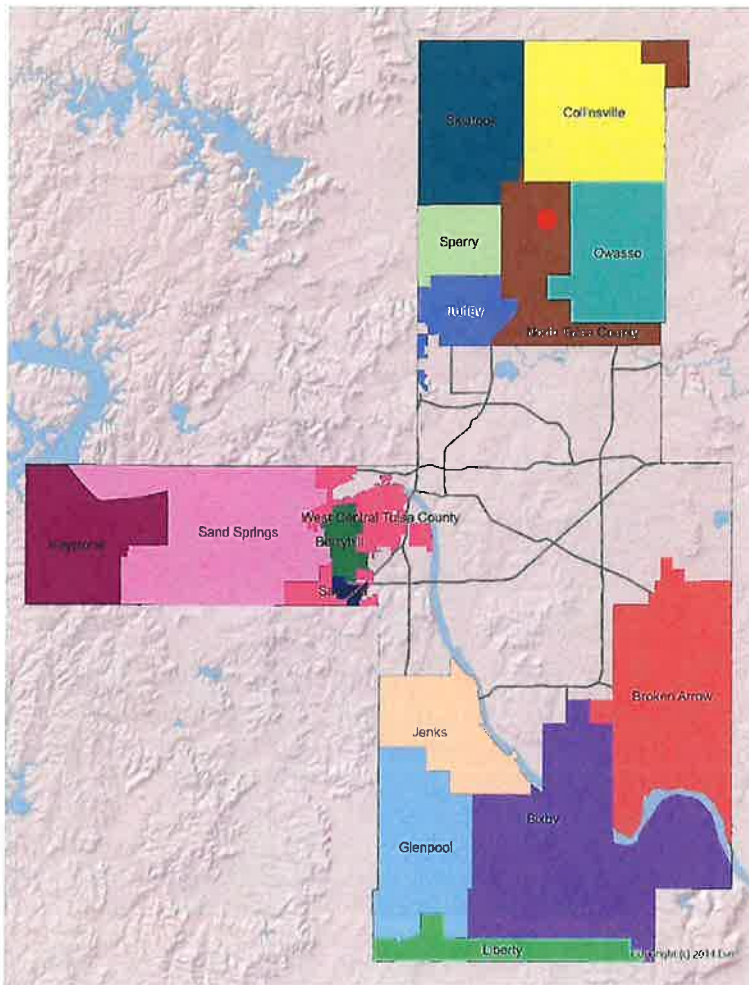 Skiatook
Collinsville
Sperry
Owasso
Turley
North Tulsa County
West Central Tulsa County
Sand Springs
Berryhill
Keystone
Broken Arrow
Jenks
Bixby
Glenpool
Liberty
Copyright (c) 2014 Esri